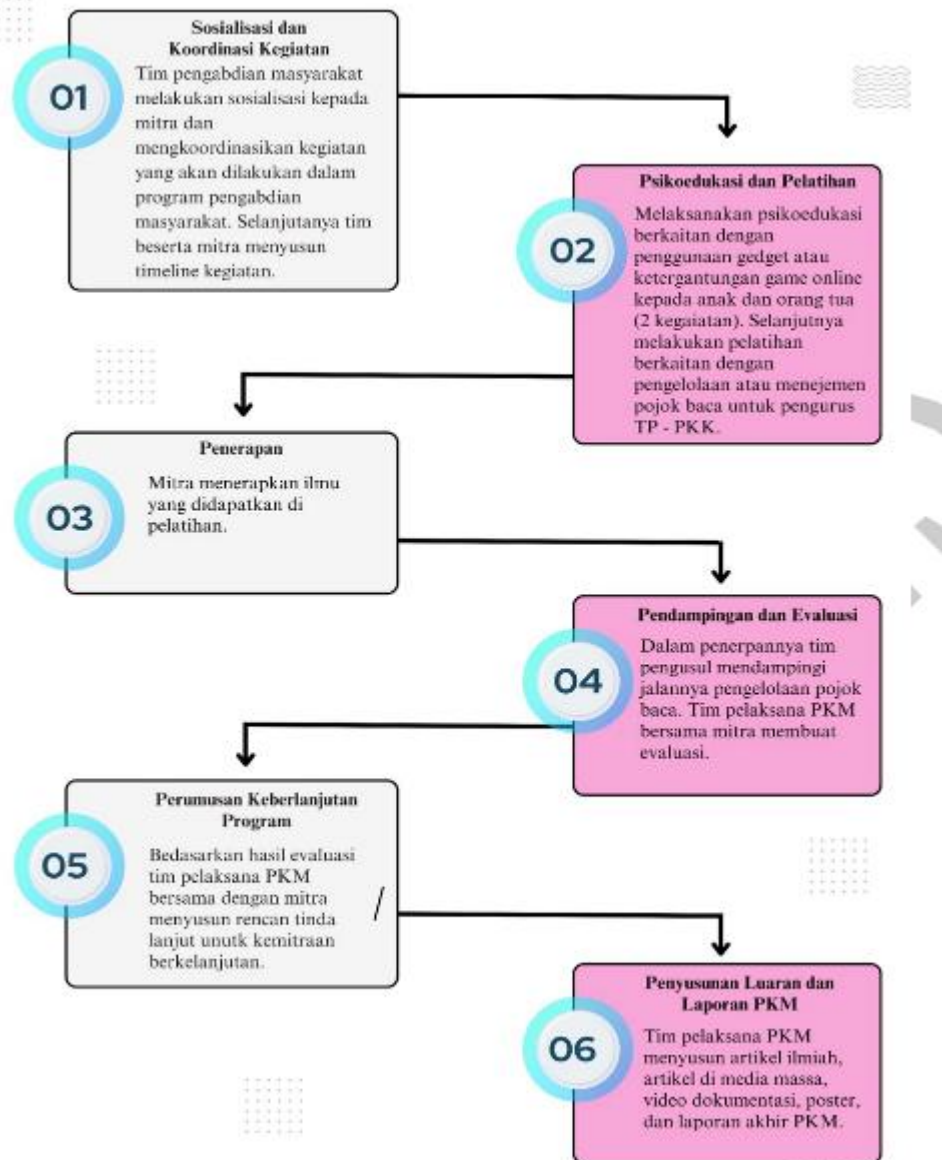 Sosialisasi dan
Koordinasi Kegiatan
01
Tim pengabdian masyarakat
melakukan sosialisasi kepada
mitra dan
mengkoordinasikan kegiatan
yang akan dilakukan dalam
program pengabdian
masyarakat. Selanjutanya tim
beserta mitra menyusun
timeline kegiatan.
Psikoedukasi dan Pelatihan
02
Melaksanakan psikoedukasi
berkaitan dengan
penggunaan gedget atau
ketergantungan game online
kepada anak dan orang tua
(2 kegaiatan). Selanjutnya
melakukan pelatihan
berkaitan dengan
pengelolaan atau menejemen
pojok baca untuk pengurus
TP - PKK.
Penerapan
03
Mitra menerapkan ilmu
yang didapatkan di
pelatihan.
Pendampingan dan Evaluasi
04
Dalam penerpannya tim
pengusul mendampingi
jalannya pengelolaan pojok
baca. Tim pelaksana PKM
bersama mitra membuat
evaluasi.
Perumusan Keberlanjutan
Program
05
Bedasarkan hasil evaluasi
tim pelaksana PKM
bersama dengan mitra
menyusun rencan tinda
lanjut unutk kemitraan
berkelanjutan.
/
Penyusunan Luaran dan
Laporan PKM
06
Tim pelaksana PKM
menyusun artikel ilmiah,
artikel di media massa,
video dokumentasi, poster,
dan laporan akhir PKM.